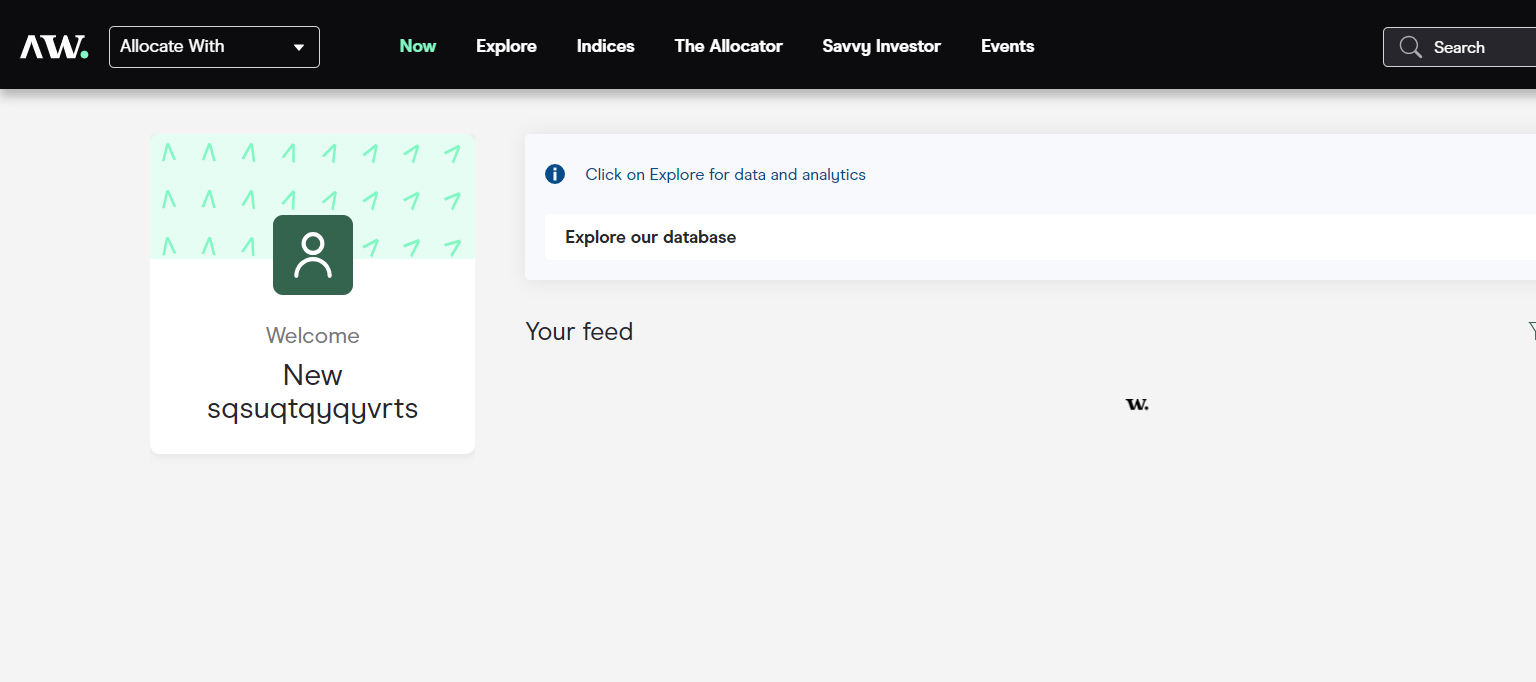 AW.
Allocate With
Now
Explore
Indices
The Allocator
Savvy Investor
Events
Search
Click on Explore for data and analytics
Explore our database
Welcome
New
sqsuqtqyqyvrts
Your feed
w.